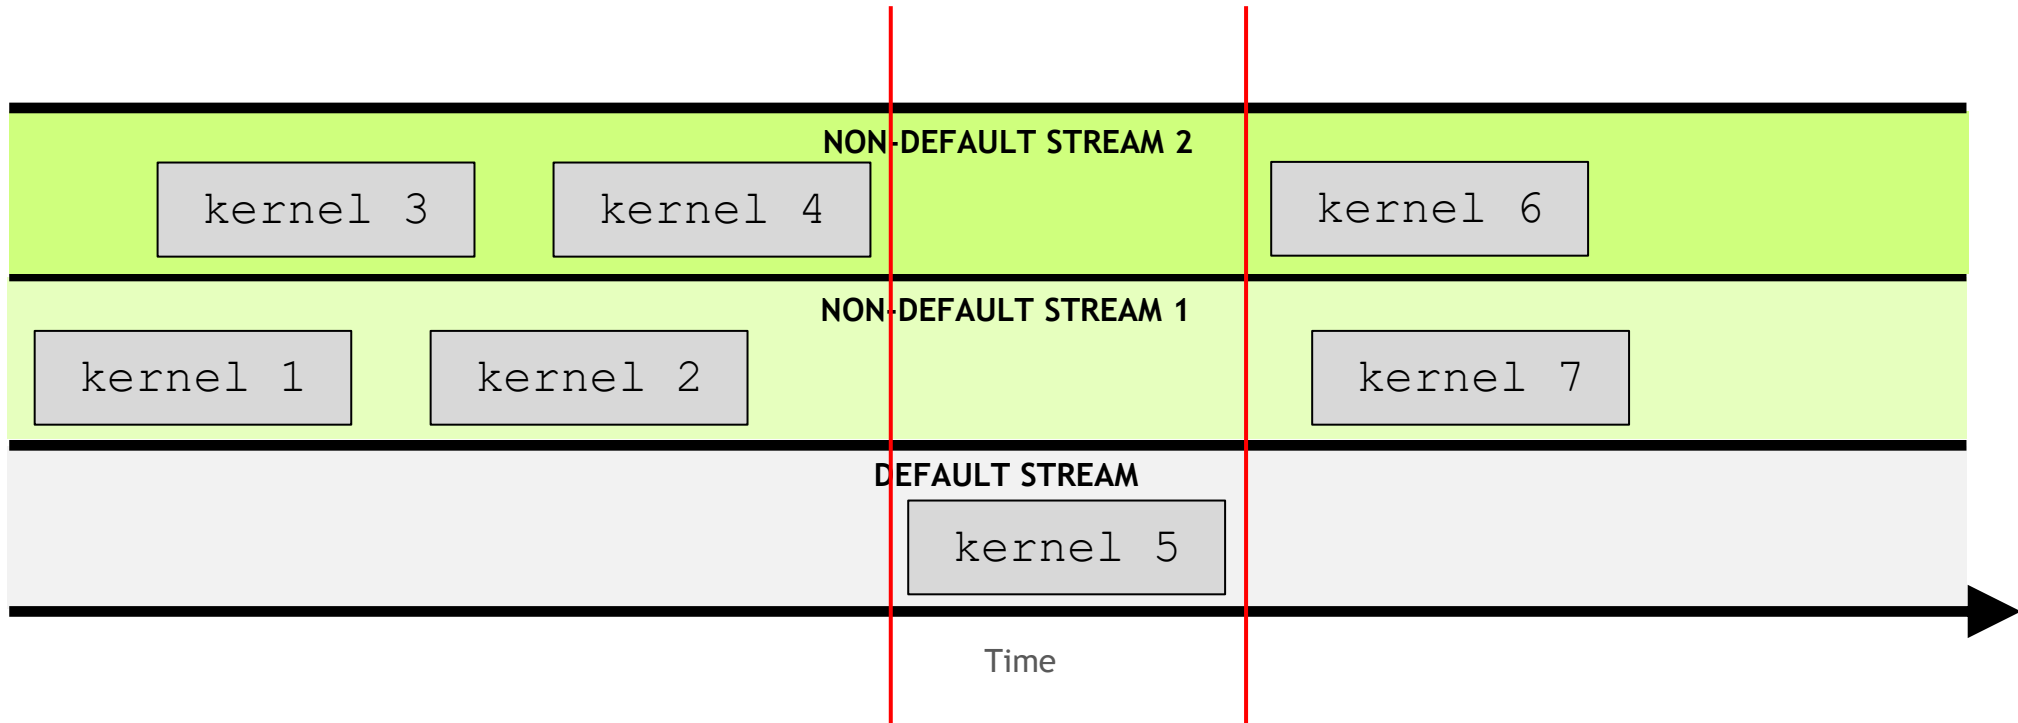 NON-DEFAULT STREAM 2
kernel 3
kernel 4
kernel 6
NON-DEFAULT STREAM 1
kernel 1
kernel 2
kernel 7
DEFAULT STREAM
kernel 5
Time